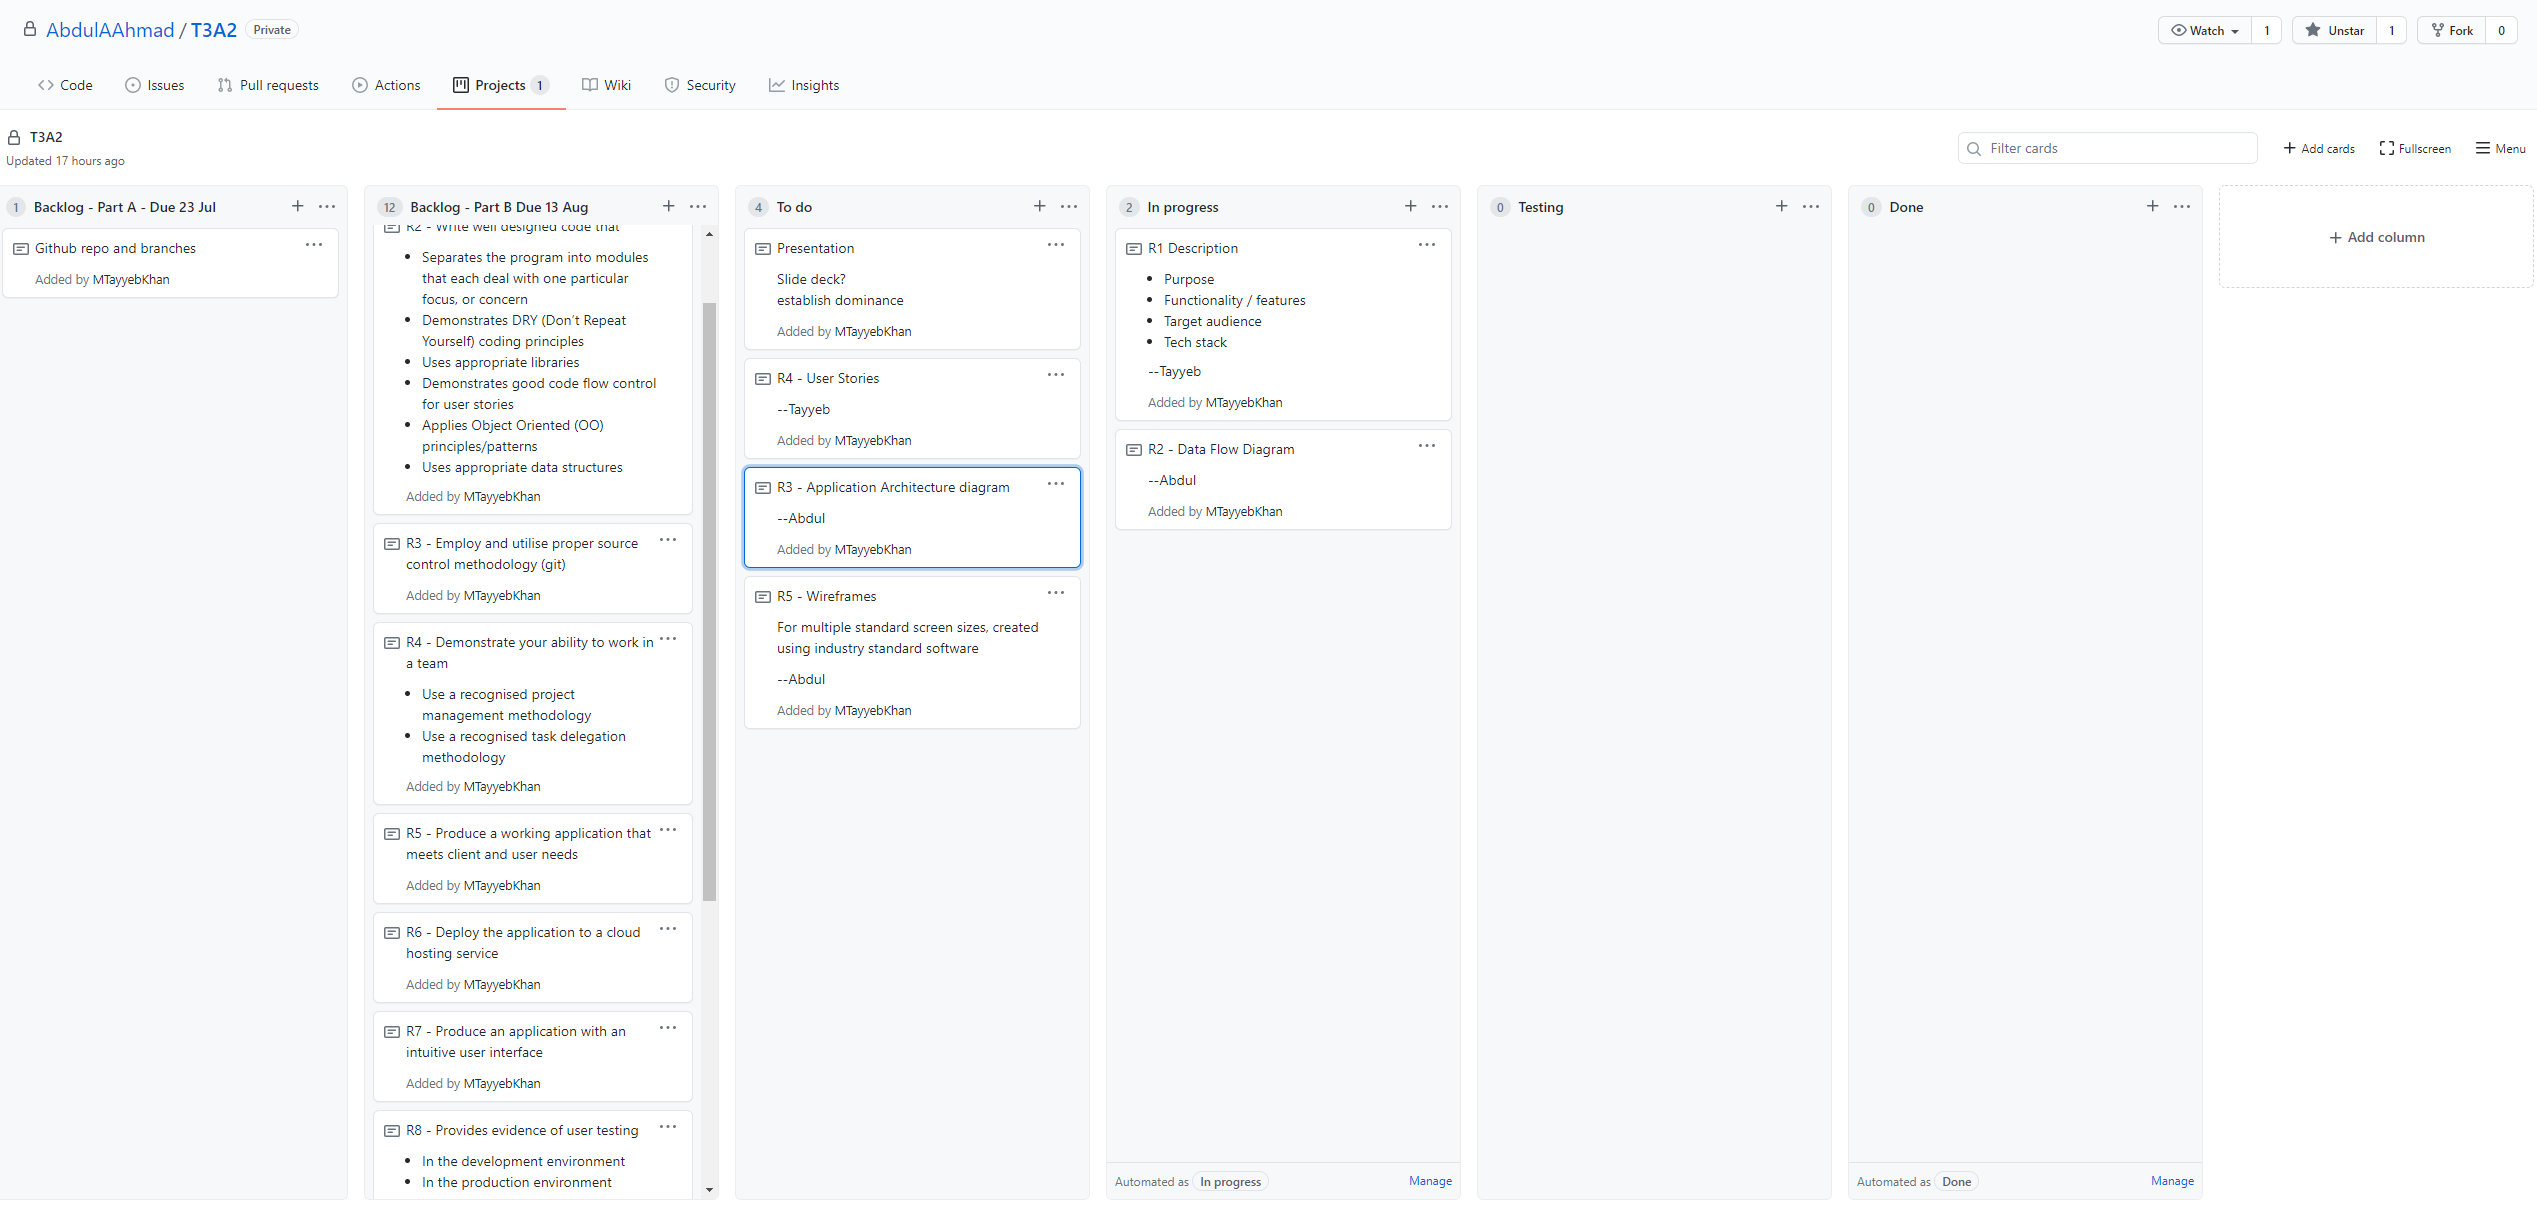 AbdulAAhmad / T3A2 Private
Watch 1 Unstar 1 Fork 0
Code Issues Pull requests Actions Projects 1 Wiki Security Insights
T3A2
Updated 17 hours ago
Filter cards + Add cards Fullscreen Menu
1 Backlog - Part A - Due 23 Jul + ...
Github repo and branches ...
Added by MTayyebKhan
12 Backlog - Part B Due 13 Aug + ...
R2 - Write well designed code that
• Separates the program into modules
that each deal with one particular
focus, or concern
• Demonstrates DRY (Don't Repeat
Yourself) coding principles
• Uses appropriate libraries
• Demonstrates good code flow control
for user stories
• Applies Object Oriented (OO)
principles/patterns
• Uses appropriate data structures
Added by MTayyebKhan
R3 - Employ and utilise proper source ...
control methodology (git)
Added by MTayyebKhan
R4 - Demonstrate your ability to work in ...
a team
• Use a recognised project
management methodology
• Use a recognised task delegation
methodology
Added by MTayyebKhan
R5 - Produce a working application that ...
meets client and user needs
Added by MTayyebKhan
R6 - Deploy the application to a cloud ...
hosting service
Added by MTayyebKhan
R7 - Produce an application with an ...
intuitive user interface
Added by MTayyebKhan
R8 - Provides evidence of user testing ...
• In the development environment
• In the production environment
4 To do + ...
Presentation ...
Slide deck?
establish dominance
Added by MTayyebKhan
R4 - User Stories ...
--Tayyeb
Added by MTayyebKhan
R3 - Application Architecture diagram ...
--Abdul
Added by MTayyebKhan
R5 - Wireframes ...
For multiple standard screen sizes, created
using industry standard software
--Abdul
Added by MTayyebKhan
2 In progress + ...
R1 Description ...
• Purpose
• Functionality / features
• Target audience
• Tech stack
--Tayyeb
Added by MTayyebKhan
R2 - Data Flow Diagram ...
--Abdul
Added by MTayyebKhan
Automated as In progress Manage
0 Testing + ...
0 Done + ...
Automated as Done Manage
+ Add column